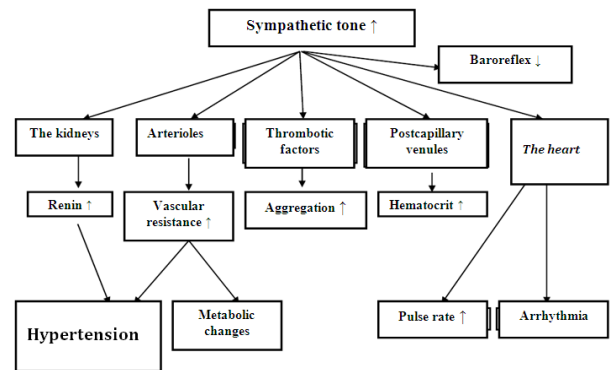 Sympathetic tone ↑
Baroreflex ↓
The kidneys
Arterioles
Thrombotic
factors
Postcapillary
venules
The heart
Renin ↑
Vascular
resistance ↑
Aggregation ↑
Hematocrit ↑
Hypertension
Metabolic
changes
Pulse rate ↑
Arrhythmia